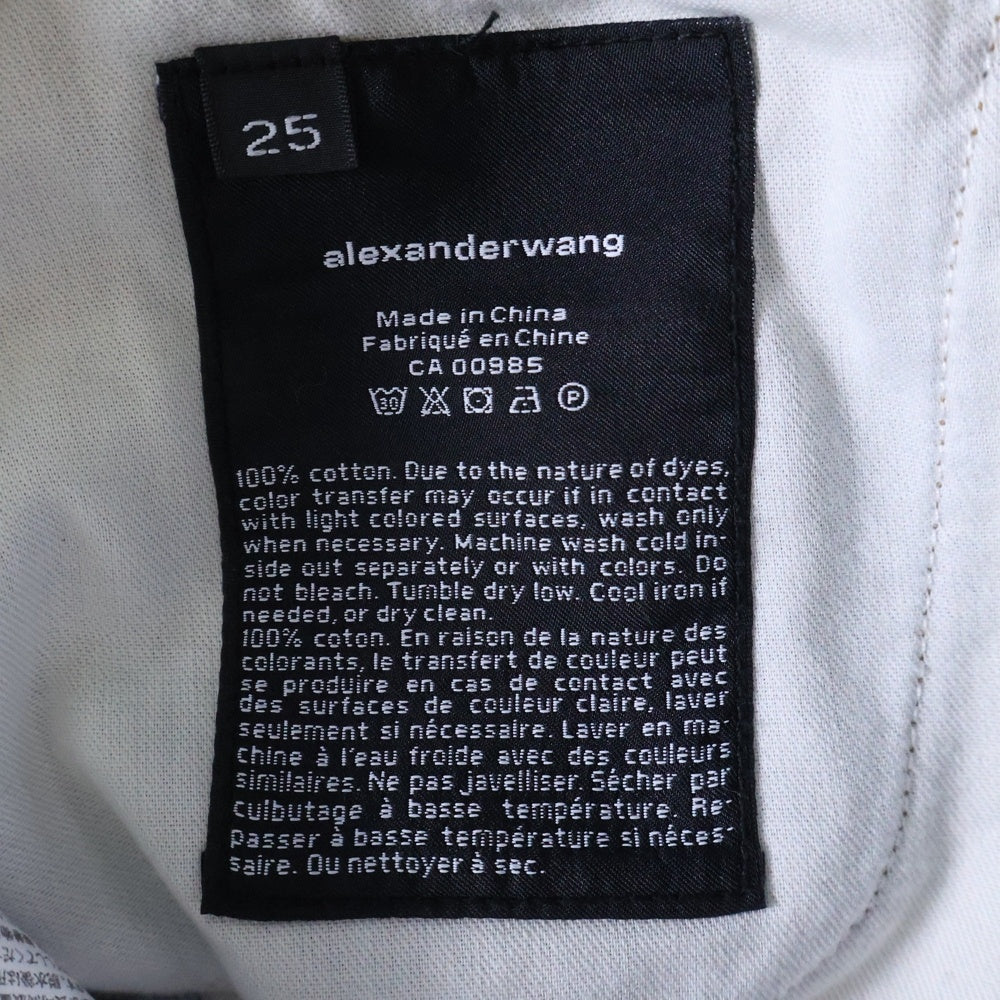 25
alexanderwang
Made in China
Fabriqué en Chine
CA 00985
30
P
100% cotton. Due to the nature of dyes,
color transfer may occur if in contact
with light colored surfaces, wash only
when necessary. Machine wash cold in-
side out separately or with colors. Do
not bleach. Tumble dry low. Cool iron if
needed, or dry clean.
100% coton. En raison de la nature des
colorants, le transfert de couleur peut
se produire en cas de contact avec
des surfaces de couleur claire, laver
seulement si nécessaire. Laver en ma-
chine à l'eau froide avec des couleurs
similaires. Ne pas javelliser. Sécher par
culbutage à basse température. Re-
passer à basse température si néces-
saire. Ou nettoyer à sec.